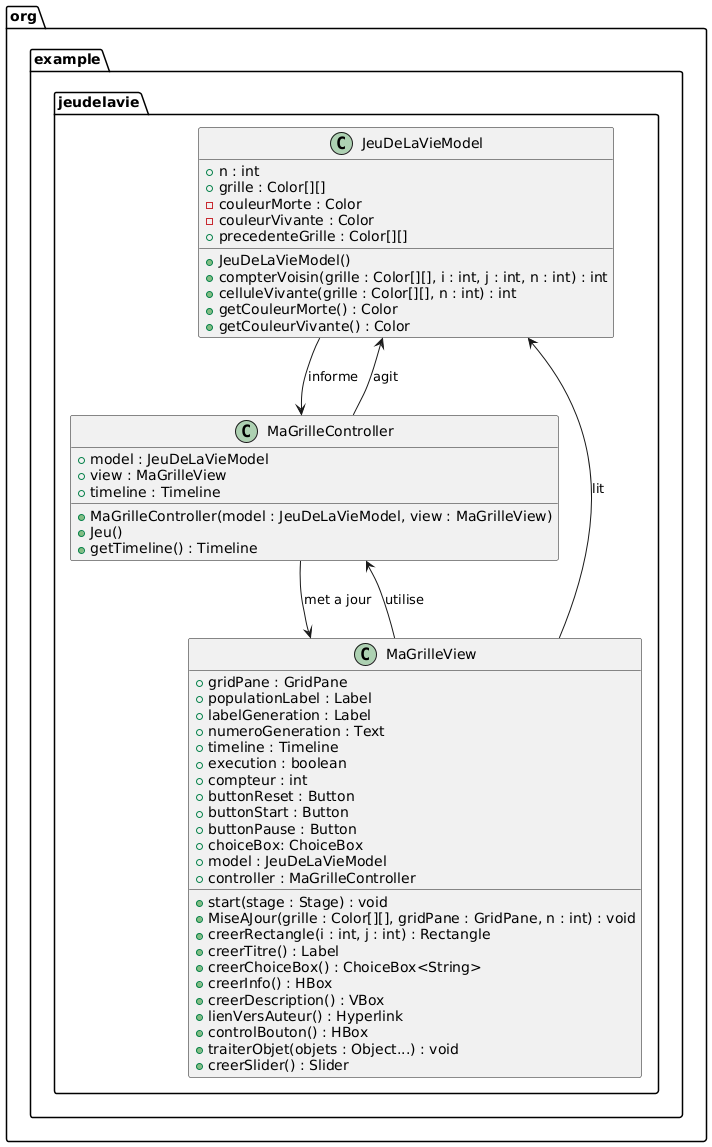 org
example
jeudelavie
C JeuDeLaVieModel
n : int
grille : Color[][]
couleurMorte : Color
couleurVivante : Color
precedenteGrille : Color[][]
JeuDeLaVieModel()
compterVoisin(grille : Color[][], i : int, j : int, n : int) : int
celluleVivante(grille : Color[][], n : int) : int
getCouleurMorte() : Color
getCouleurVivante() : Color
informe
agit
C MaGrilleController
model : JeuDeLaVieModel
view : MaGrilleView
timeline : Timeline
MaGrilleController(model : JeuDeLaVieModel, view : MaGrilleView)
Jeu()
getTimeline() : Timeline
lit
met a jour
utilise
C MaGrilleView
gridPane : GridPane
populationLabel : Label
labelGeneration : Label
numeroGeneration : Text
timeline : Timeline
execution : boolean
compteur : int
buttonReset : Button
buttonStart : Button
buttonPause : Button
choiceBox: ChoiceBox
model : JeuDeLaVieModel
controller : MaGrilleController
start(stage : Stage) : void
MiseAJour(grille : Color[][], gridPane : GridPane, n : int) : void
creerRectangle(i : int, j : int) : Rectangle
creerTitre() : Label
creerChoiceBox() : ChoiceBox<String>
creerInfo() : HBox
creerDescription() : VBox
lienVersAuteur() : Hyperlink
controlBouton() : HBox
traiterObjet(objets : Object...) : void
creerSlider() : Slider